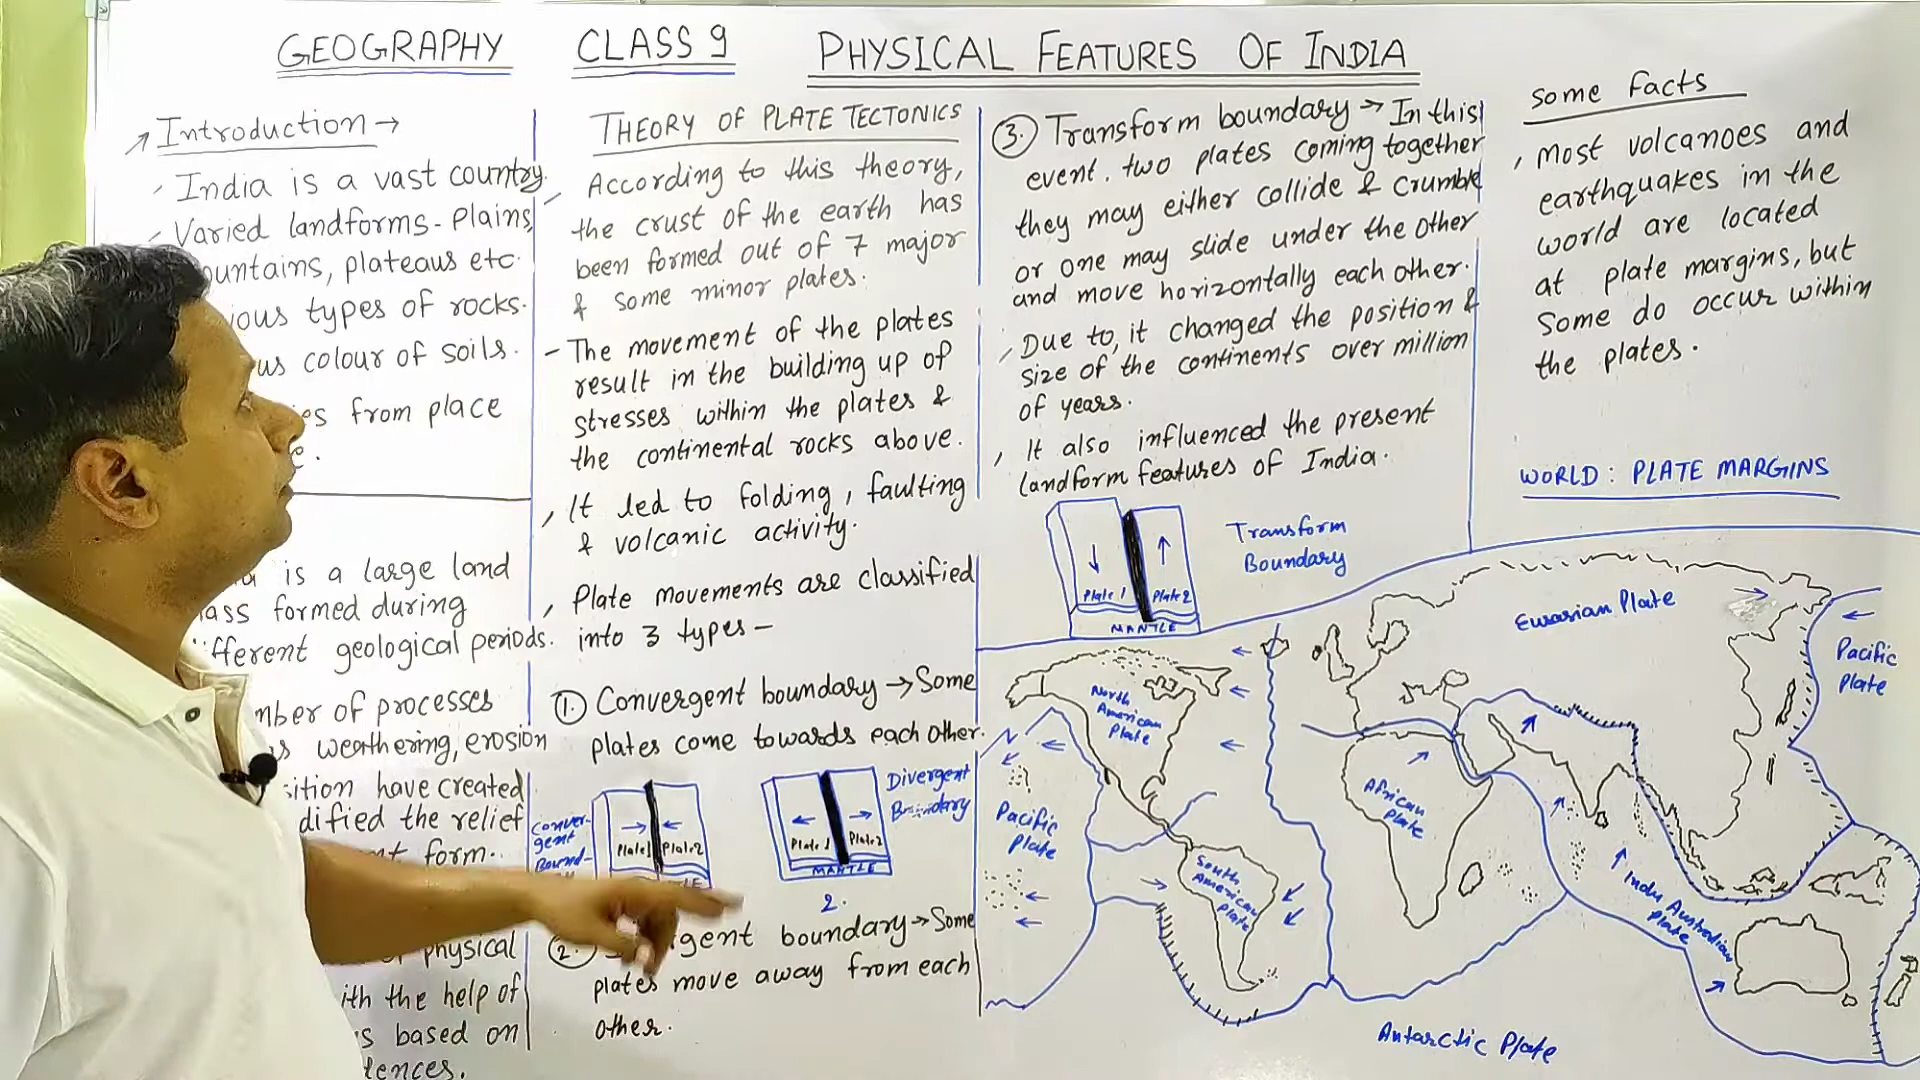 GEOGRAPHY CLASS 9 PHYSICAL FEATURES OF INDIA
Introduction →
India is a vast country.
Varied landforms - Plains,
ountains, plateaus etc.
ious types of rocks.
us colour of soils.
es from place
e.
is a large land
ass formed during
ifferent geological periods.
mber of processes
as weathering, erosion
sition have created
dified the relief
nt form.
of physical
ith the help of
s based on
dences.
THEORY OF PLATE TECTONICS
According to this theory,
the crust of the earth has
been formed out of 7 major
& some minor plates.
- The movement of the plates
result in the building up of
stresses within the plates &
the continental rocks above.
It led to folding, faulting
& volcanic activity.
Plate movements are classified
into 3 types -
1. Convergent boundary → Some
plates come towards each other.
Conver-
gent
Bound-
Plate 1 Plate 2
Divergent
Boundary
Plate 1 Plate 2
MANTLE
2.
2. gent boundary → Some
plates move away from each
other.
3. Transform boundary → In this
event, two plates coming together
they may either collide & crumble
or one may slide under the other
and move horizontally each other.
Due to, it changed the position &
size of the continents over million
of years.
It also influenced the present
landform features of India.
Plate 1 Plate 2
MANTLE
Transform
Boundary
Some facts
Most volcanoes and
earthquakes in the
world are located
at plate margins, but
some do occur within
the plates.
WORLD : PLATE MARGINS
Eurasian Plate
Pacific
Plate
North
American
Plate
African
Plate
Pacific
Plate
South
American
Plate
Indo Australian
Plate
Antarctic Plate